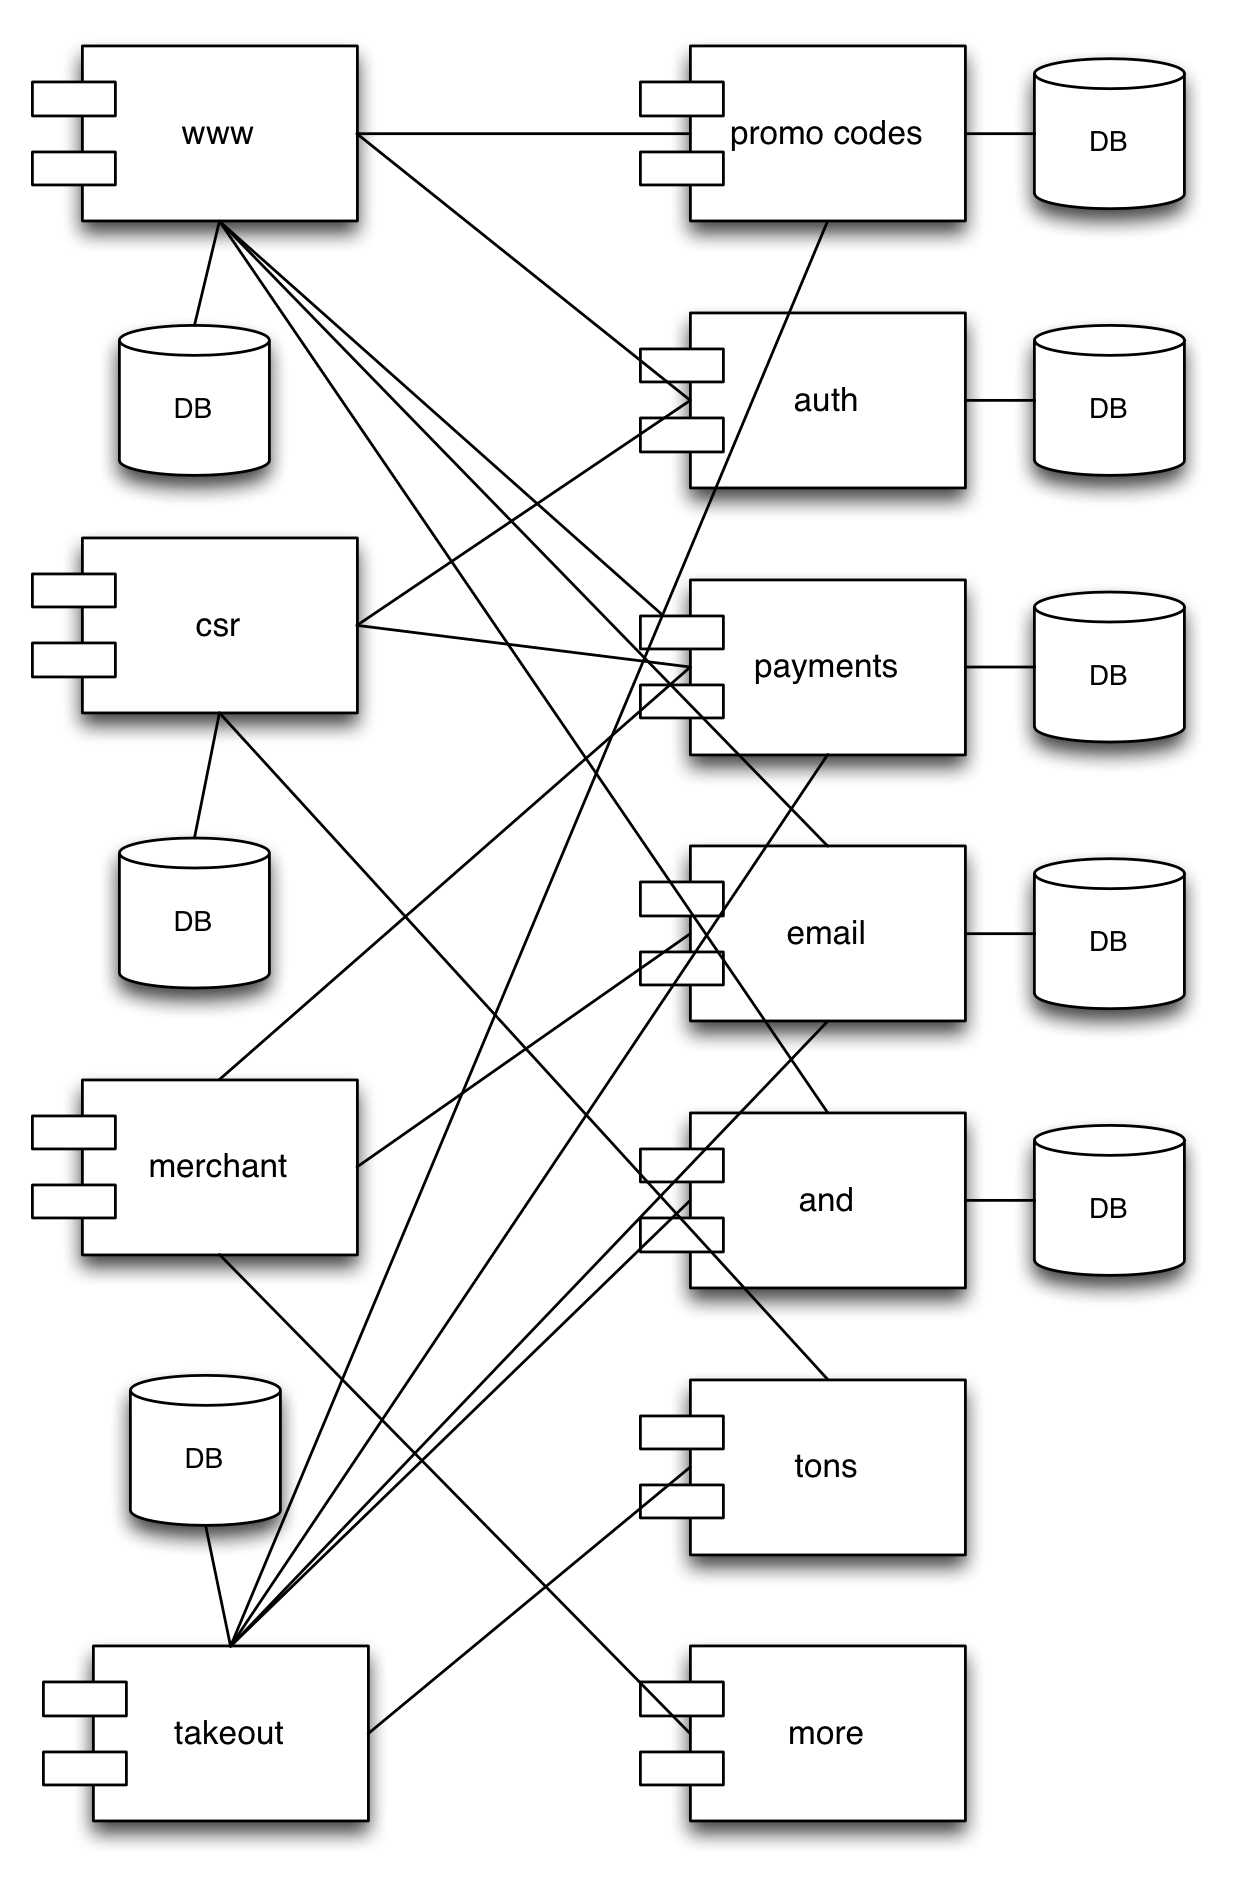 www
promo codes
DB
DB
auth
DB
csr
payments
DB
DB
email
DB
merchant
and
DB
DB
tons
takeout
more